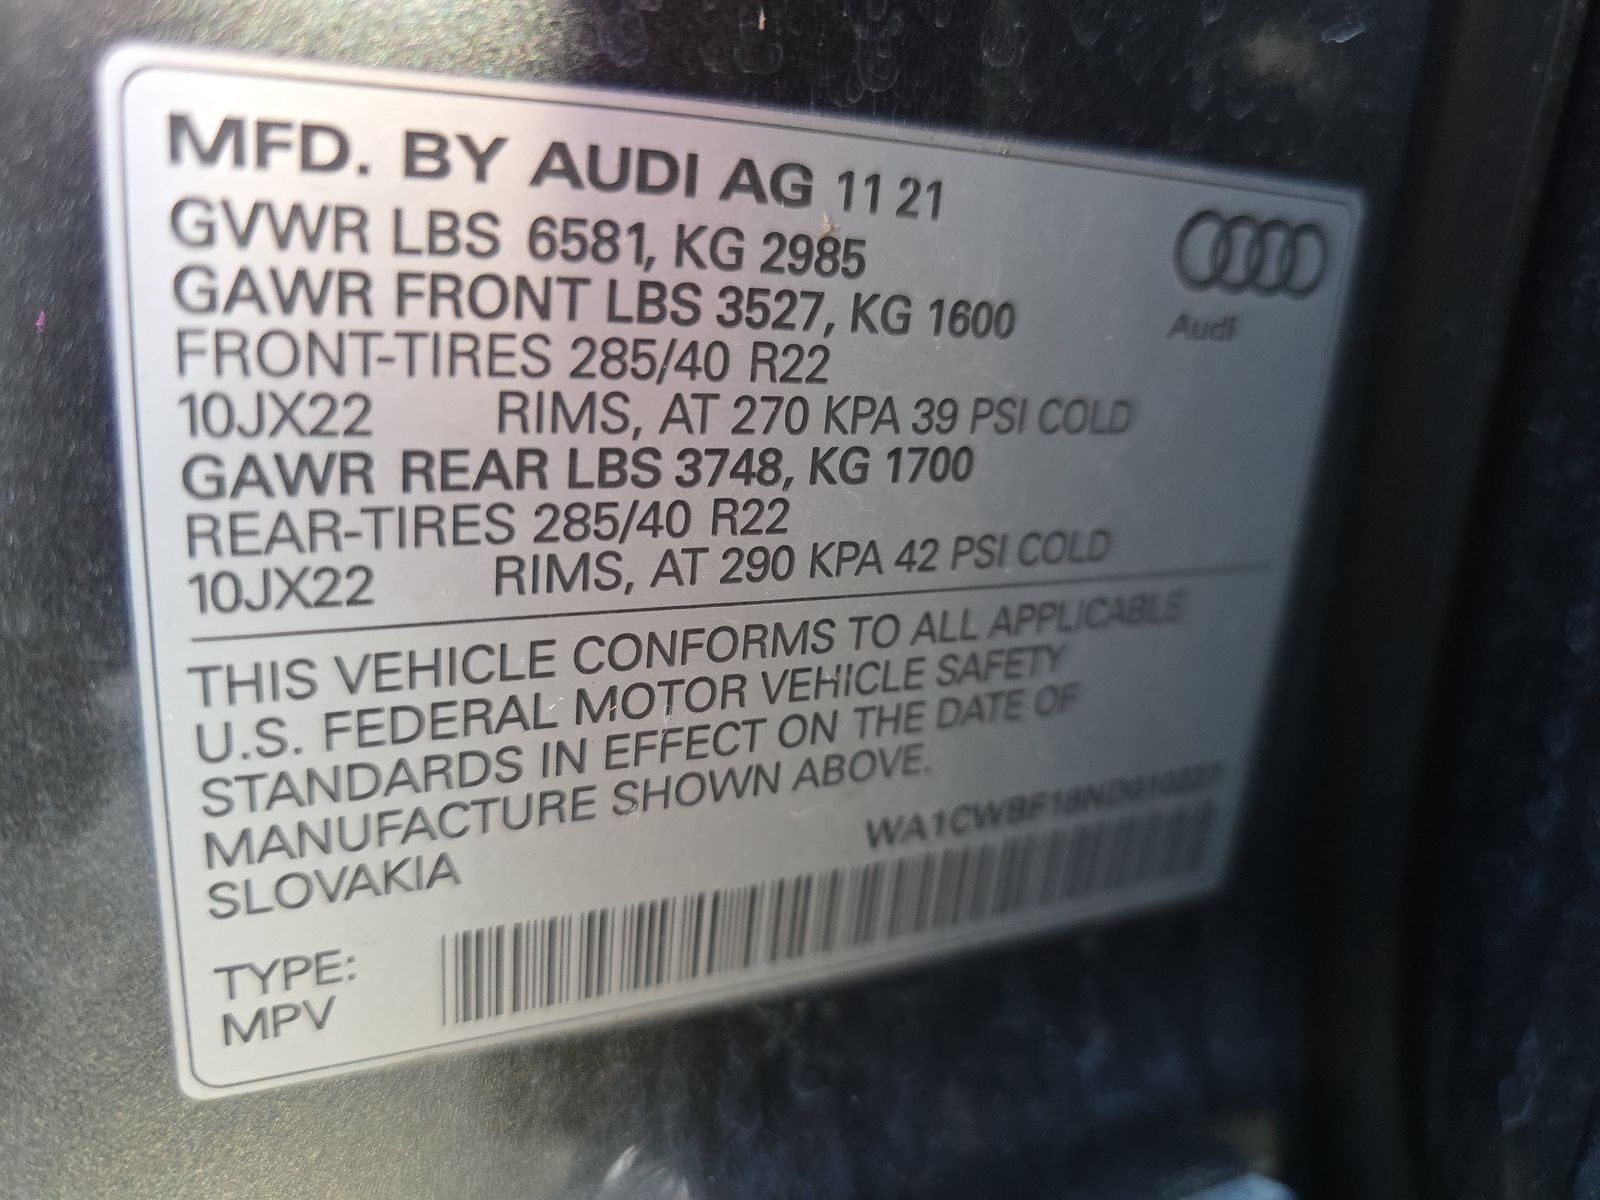 MFD. BY AUDI AG 11 21
GVWR LBS 6581, KG 2985
GAWR FRONT LBS 3527, KG 1600
FRONT-TIRES 285/40 R22
10JX22 RIMS, AT 270 KPA 39 PSI COLD
GAWR REAR LBS 3748, KG 1700
REAR-TIRES 285/40 R22
10JX22 RIMS, AT 290 KPA 42 PSI COLD
Audi
THIS VEHICLE CONFORMS TO ALL APPLICABLE
U.S. FEDERAL MOTOR VEHICLE SAFETY
STANDARDS IN EFFECT ON THE DATE OF
MANUFACTURE SHOWN ABOVE.
SLOVAKIA
TYPE:
MPV